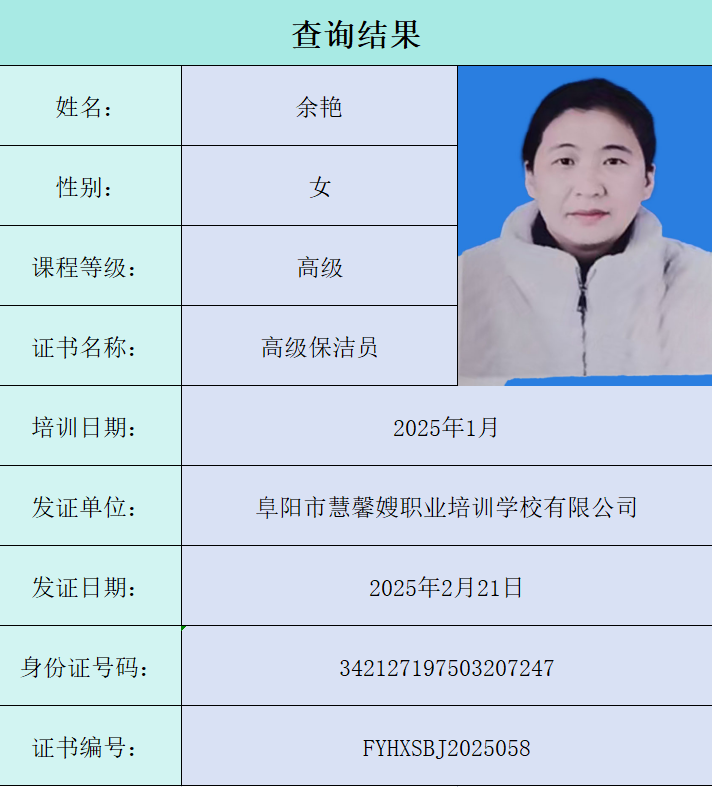 查询结果
姓名： 余艳
性别： 女
课程等级： 高级
证书名称： 高级保洁员
培训日期： 2025年1月
发证单位： 阜阳市慧馨嫂职业培训学校有限公司
发证日期： 2025年2月21日
身份证号码： 342127197503207247
证书编号： FYHXSBJ2025058